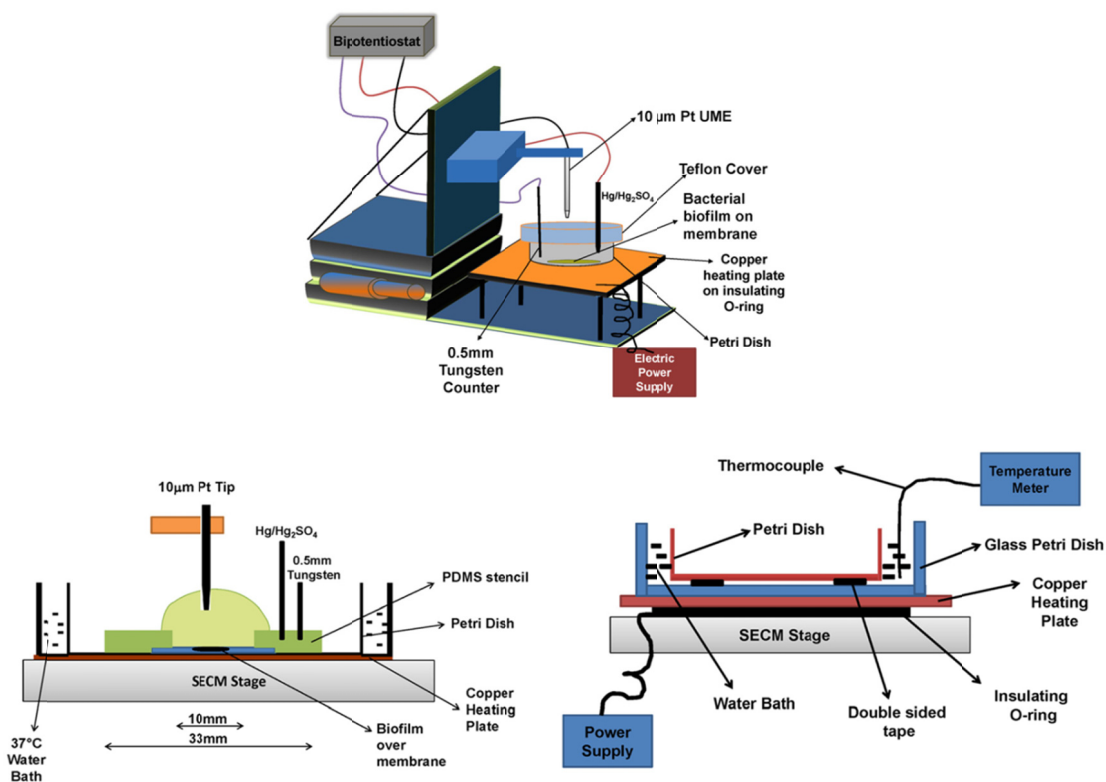 Bipotentiostat
10 µm Pt UME
Teflon Cover
Hg/Hg₂SO₄
Bacterial
biofilm on
membrane
Copper
heating plate
on insulating
O-ring
Petri Dish
0.5mm
Tungsten
Counter
Electric
Power
Supply
10µm Pt Tip
Hg/Hg₂SO₄
0.5mm
Tungsten
PDMS stencil
Petri Dish
SECM Stage
Copper
Heating
Plate
10mm
33mm
Biofilm
over
membrane
37°C
Water
Bath
Thermocouple
Temperature
Meter
Petri Dish
Glass Petri Dish
Copper
Heating
Plate
SECM Stage
Water Bath
Double sided
tape
Insulating
O-ring
Power
Supply